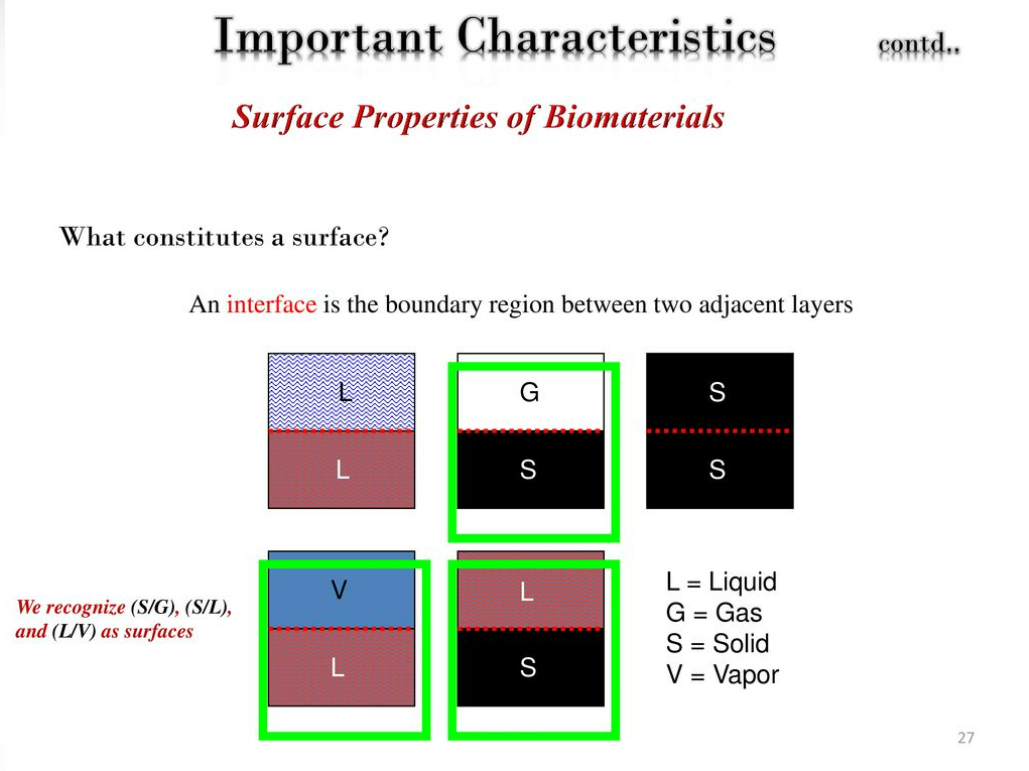 Important Characteristics contd..
Surface Properties of Biomaterials
What constitutes a surface?
An interface is the boundary region between two adjacent layers
L
L
G
S
S
S
V
L
L
S
We recognize (S/G), (S/L),
and (L/V) as surfaces
L = Liquid
G = Gas
S = Solid
V = Vapor
27